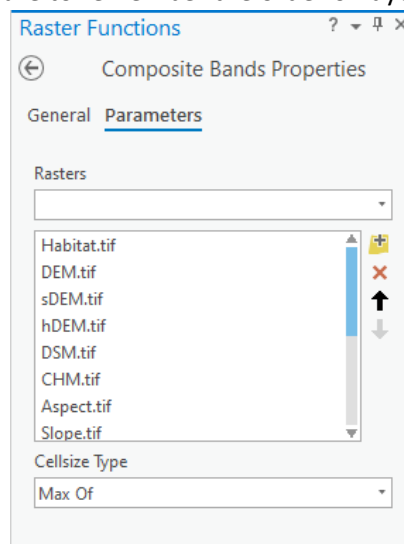 Raster Functions
Composite Bands Properties
General Parameters
Rasters
Habitat.tif
DEM.tif
sDEM.tif
hDEM.tif
DSM.tif
CHM.tif
Aspect.tif
Slope.tif
Cellsize Type
Max Of